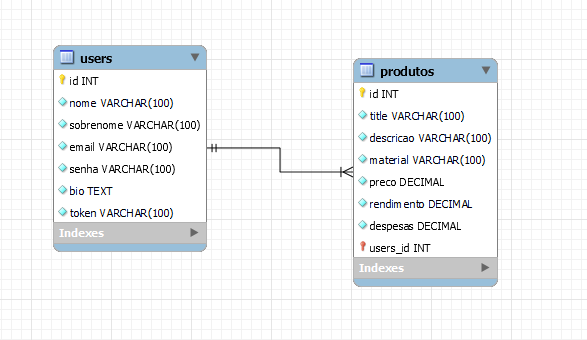 users
id INT
nome VARCHAR(100)
sobrenome VARCHAR(100)
email VARCHAR(100)
senha VARCHAR(100)
bio TEXT
token VARCHAR(100)
Indexes
produtos
id INT
title VARCHAR(100)
descricao VARCHAR(100)
material VARCHAR(100)
preco DECIMAL
rendimento DECIMAL
despesas DECIMAL
users_id INT
Indexes